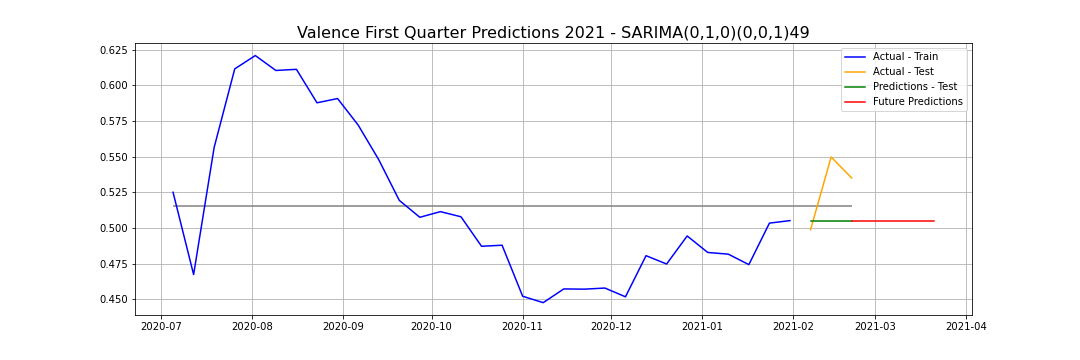 Valence First Quarter Predictions 2021 - SARIMA(0,1,0)(0,0,1)49
0.625
0.600
0.575
0.550
0.525
0.500
0.475
0.450
Actual - Train
Actual - Test
Predictions - Test
Future Predictions
2020-07 2020-08 2020-09 2020-10 2020-11 2020-12 2021-01 2021-02 2021-03 2021-04